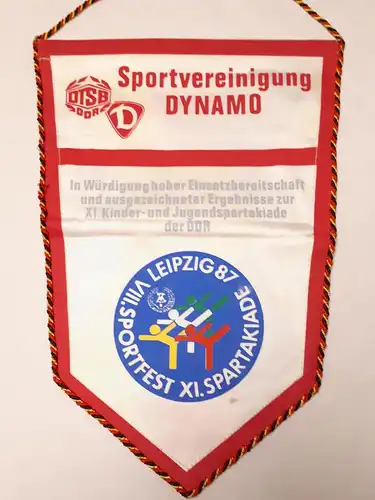 Sportvereinigung
DYNAMO
DTSB
DDR
D
In Würdigung hoher Einsatzbereitschaft
und ausgezeichneter Ergebnisse zur
XI Kinder- und Jugendspartakiade
der DDR
VIII. SPORTFEST XI. SPARTAKIADE
LEIPZIG 87